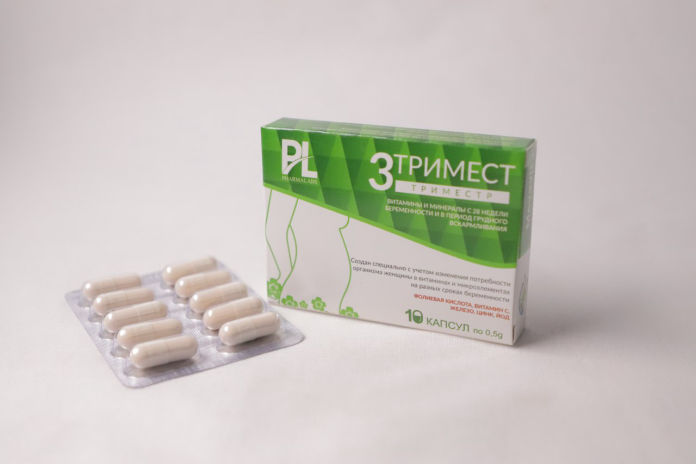 PL
PHARMACARE
3 ТРИМЕСТ
ТРИМЕСТР
ВИТАМИНЫ И МИНЕРАЛЫ С 28 НЕДЕЛИ
БЕРЕМЕННОСТИ И В ПЕРИОД ГРУДНОГО
ВСКАРМЛИВАНИЯ
Создан специально с учетом изменения потребности
организма женщины в витаминах и микроэлементах
на разных сроках беременности
ФОЛИЕВАЯ КИСЛОТА, ВИТАМИН С,
ЖЕЛЕЗО, ЦИНК, ЙОД
10 КАПСУЛ по 0,5g